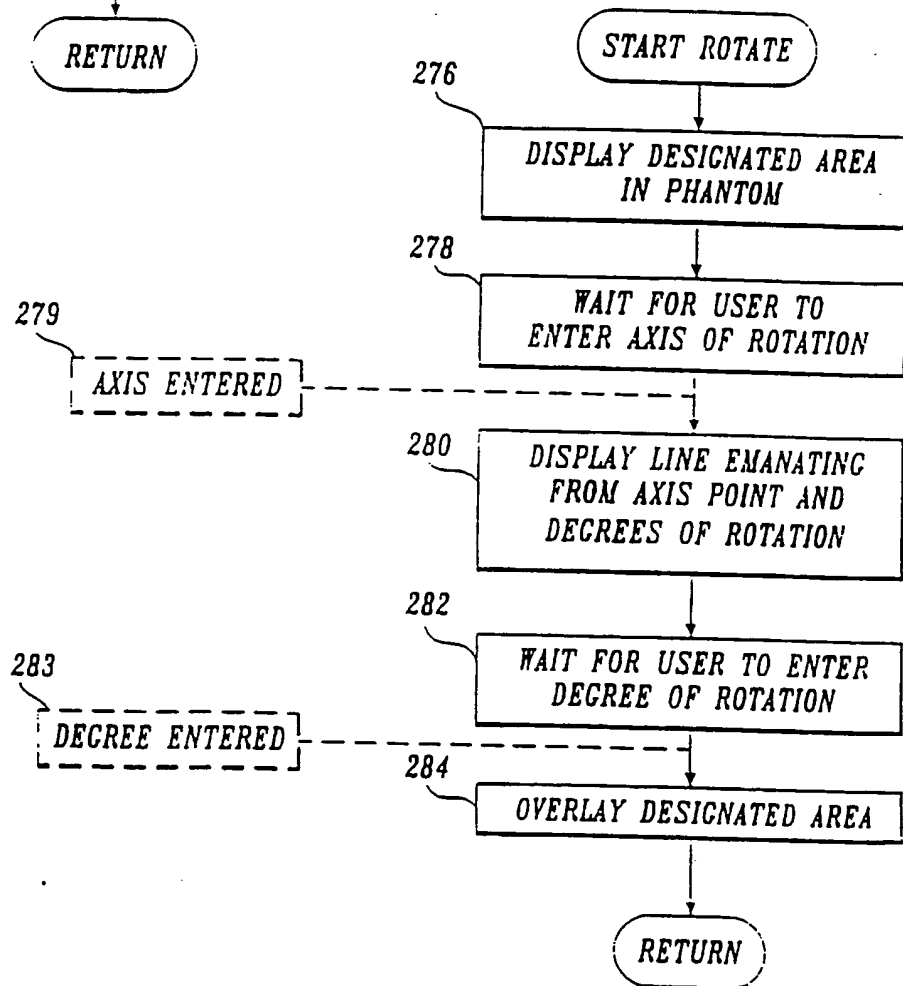 RETURN
START ROTATE
276
DISPLAY DESIGNATED AREA
IN PHANTOM
278
WAIT FOR USER TO
ENTER AXIS OF ROTATION
279
AXIS ENTERED
280
DISPLAY LINE EMANATING
FROM AXIS POINT AND
DEGREES OF ROTATION
282
WAIT FOR USER TO ENTER
DEGREE OF ROTATION
283
DEGREE ENTERED
284
OVERLAY DESIGNATED AREA
RETURN